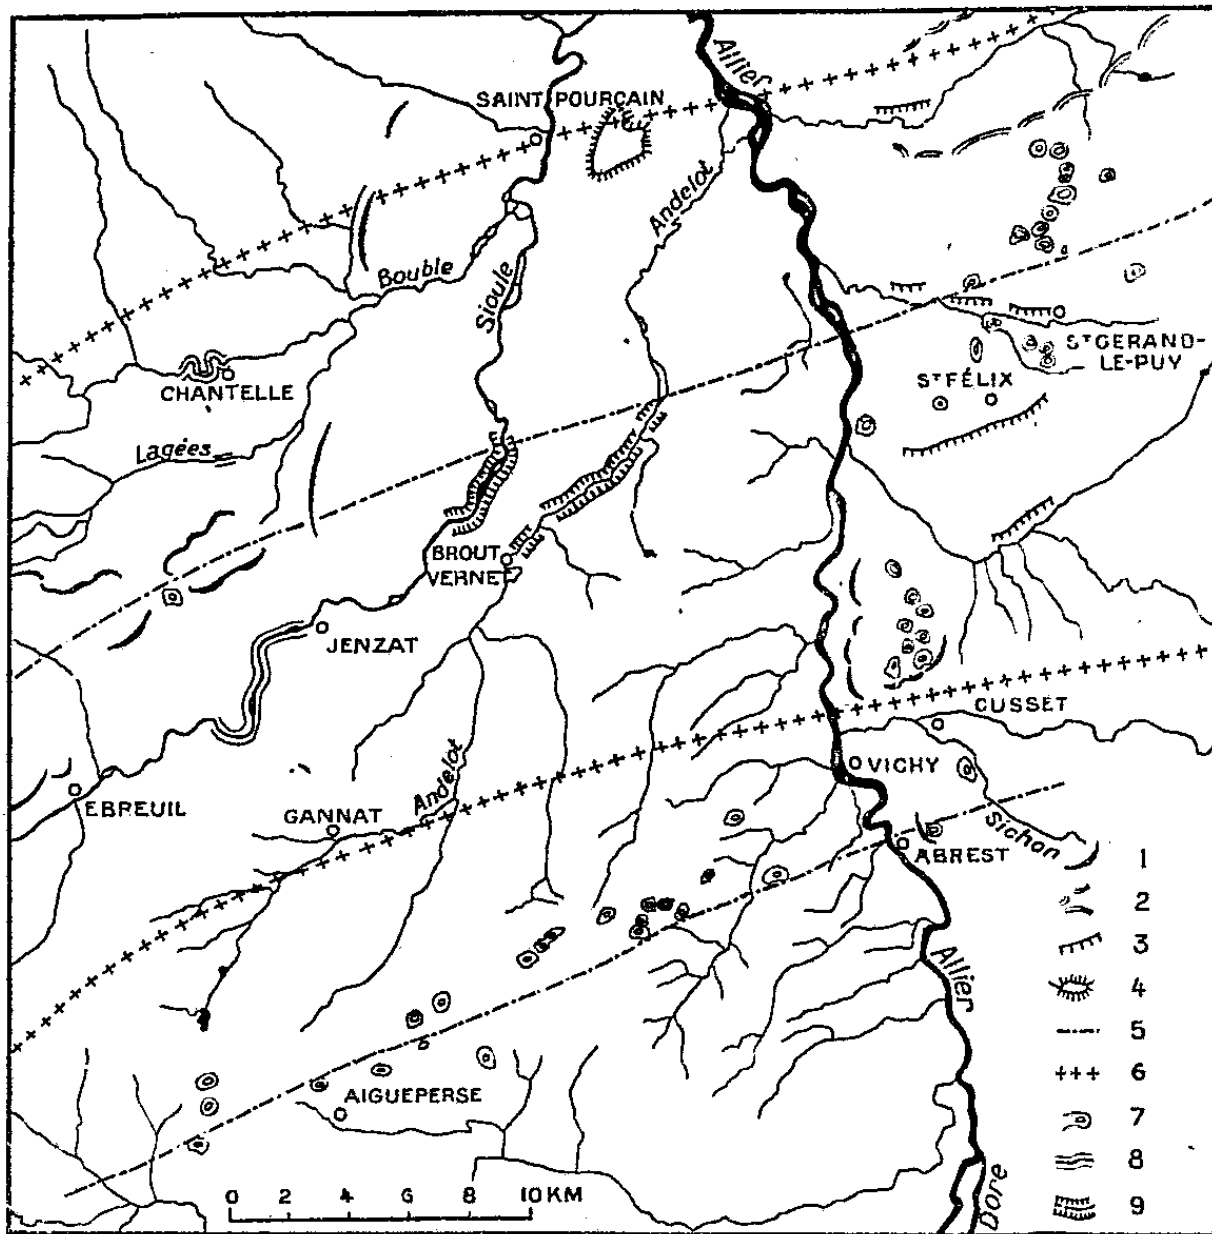 Allier
SAINT POURÇAIN
Andelot
Bouble
Sioule
ST GERAND-
LE-PUY
CHANTELLE
ST FÉLIX
Lagées
BROUT
VERNET
JENZAT
CUSSET
VICHY
EBREUIL
GANNAT
Andelot
Sichon
ABREST
1
2
3
Allier
4
5
6
AIGUEPERSE
7
8
Dore
0 2 4 6 8 10 KM
9